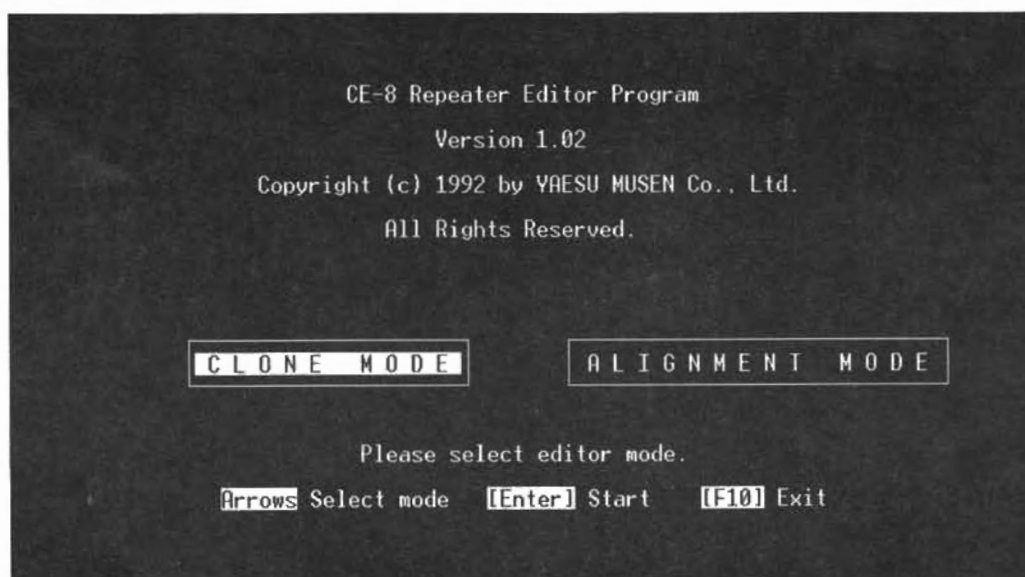 CE-8 Repeater Editor Program
Version 1.02
Copyright (c) 1992 by YAESU MUSEN Co., Ltd.
All Rights Reserved.
CLONE MODE
ALIGNMENT MODE
Please select editor mode.
Arrows Select mode [Enter] Start [F10] Exit